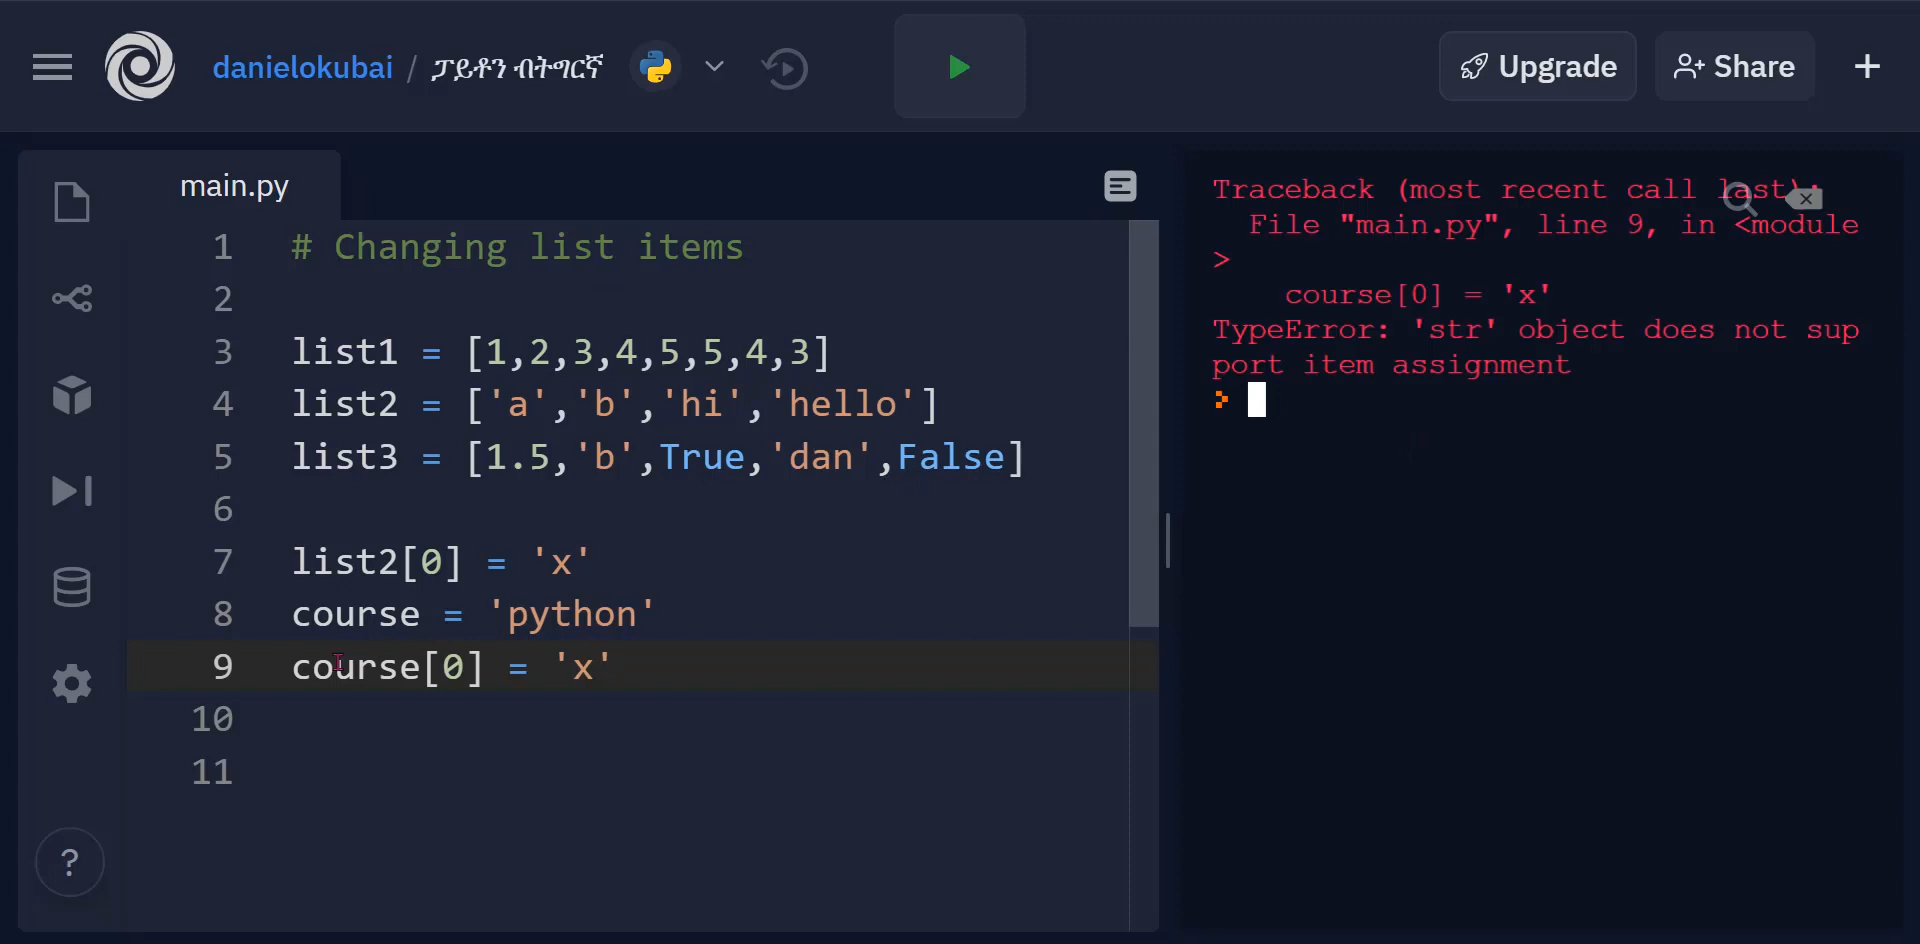 danielokubai / ፓይቶን ብትግርኛ
Upgrade
Share
main.py
1 # Changing list items
2
3 list1 = [1,2,3,4,5,5,4,3]
4 list2 = ['a','b','hi','hello']
5 list3 = [1.5,'b',True,'dan',False]
6
7 list2[0] = 'x'
8 course = 'python'
9 course[0] = 'x'
10
11
?
Traceback (most recent call last):
File "main.py", line 9, in <module
>
course[0] = 'x'
TypeError: 'str' object does not sup
port item assignment